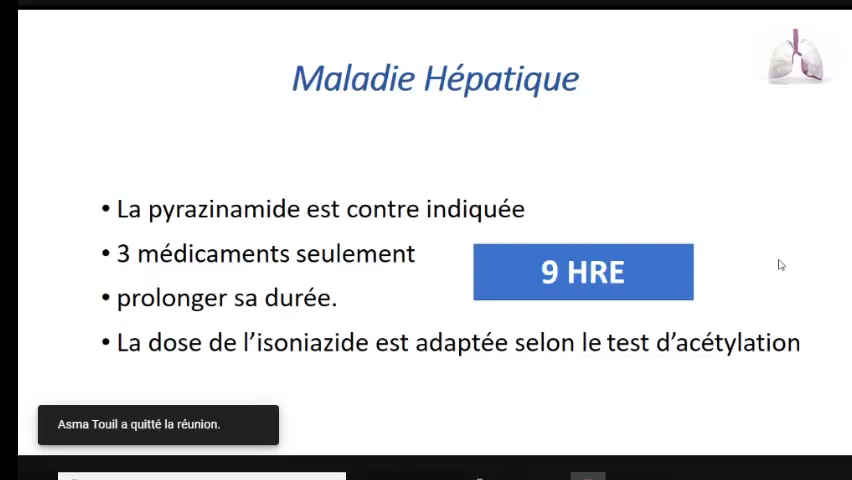 Maladie Hépatique
• La pyrazinamide est contre indiquée
• 3 médicaments seulement
9 HRE
• prolonger sa durée.
• La dose de l’isoniazide est adaptée selon le test d’acétylation
Asma Touil a quitté la réunion.